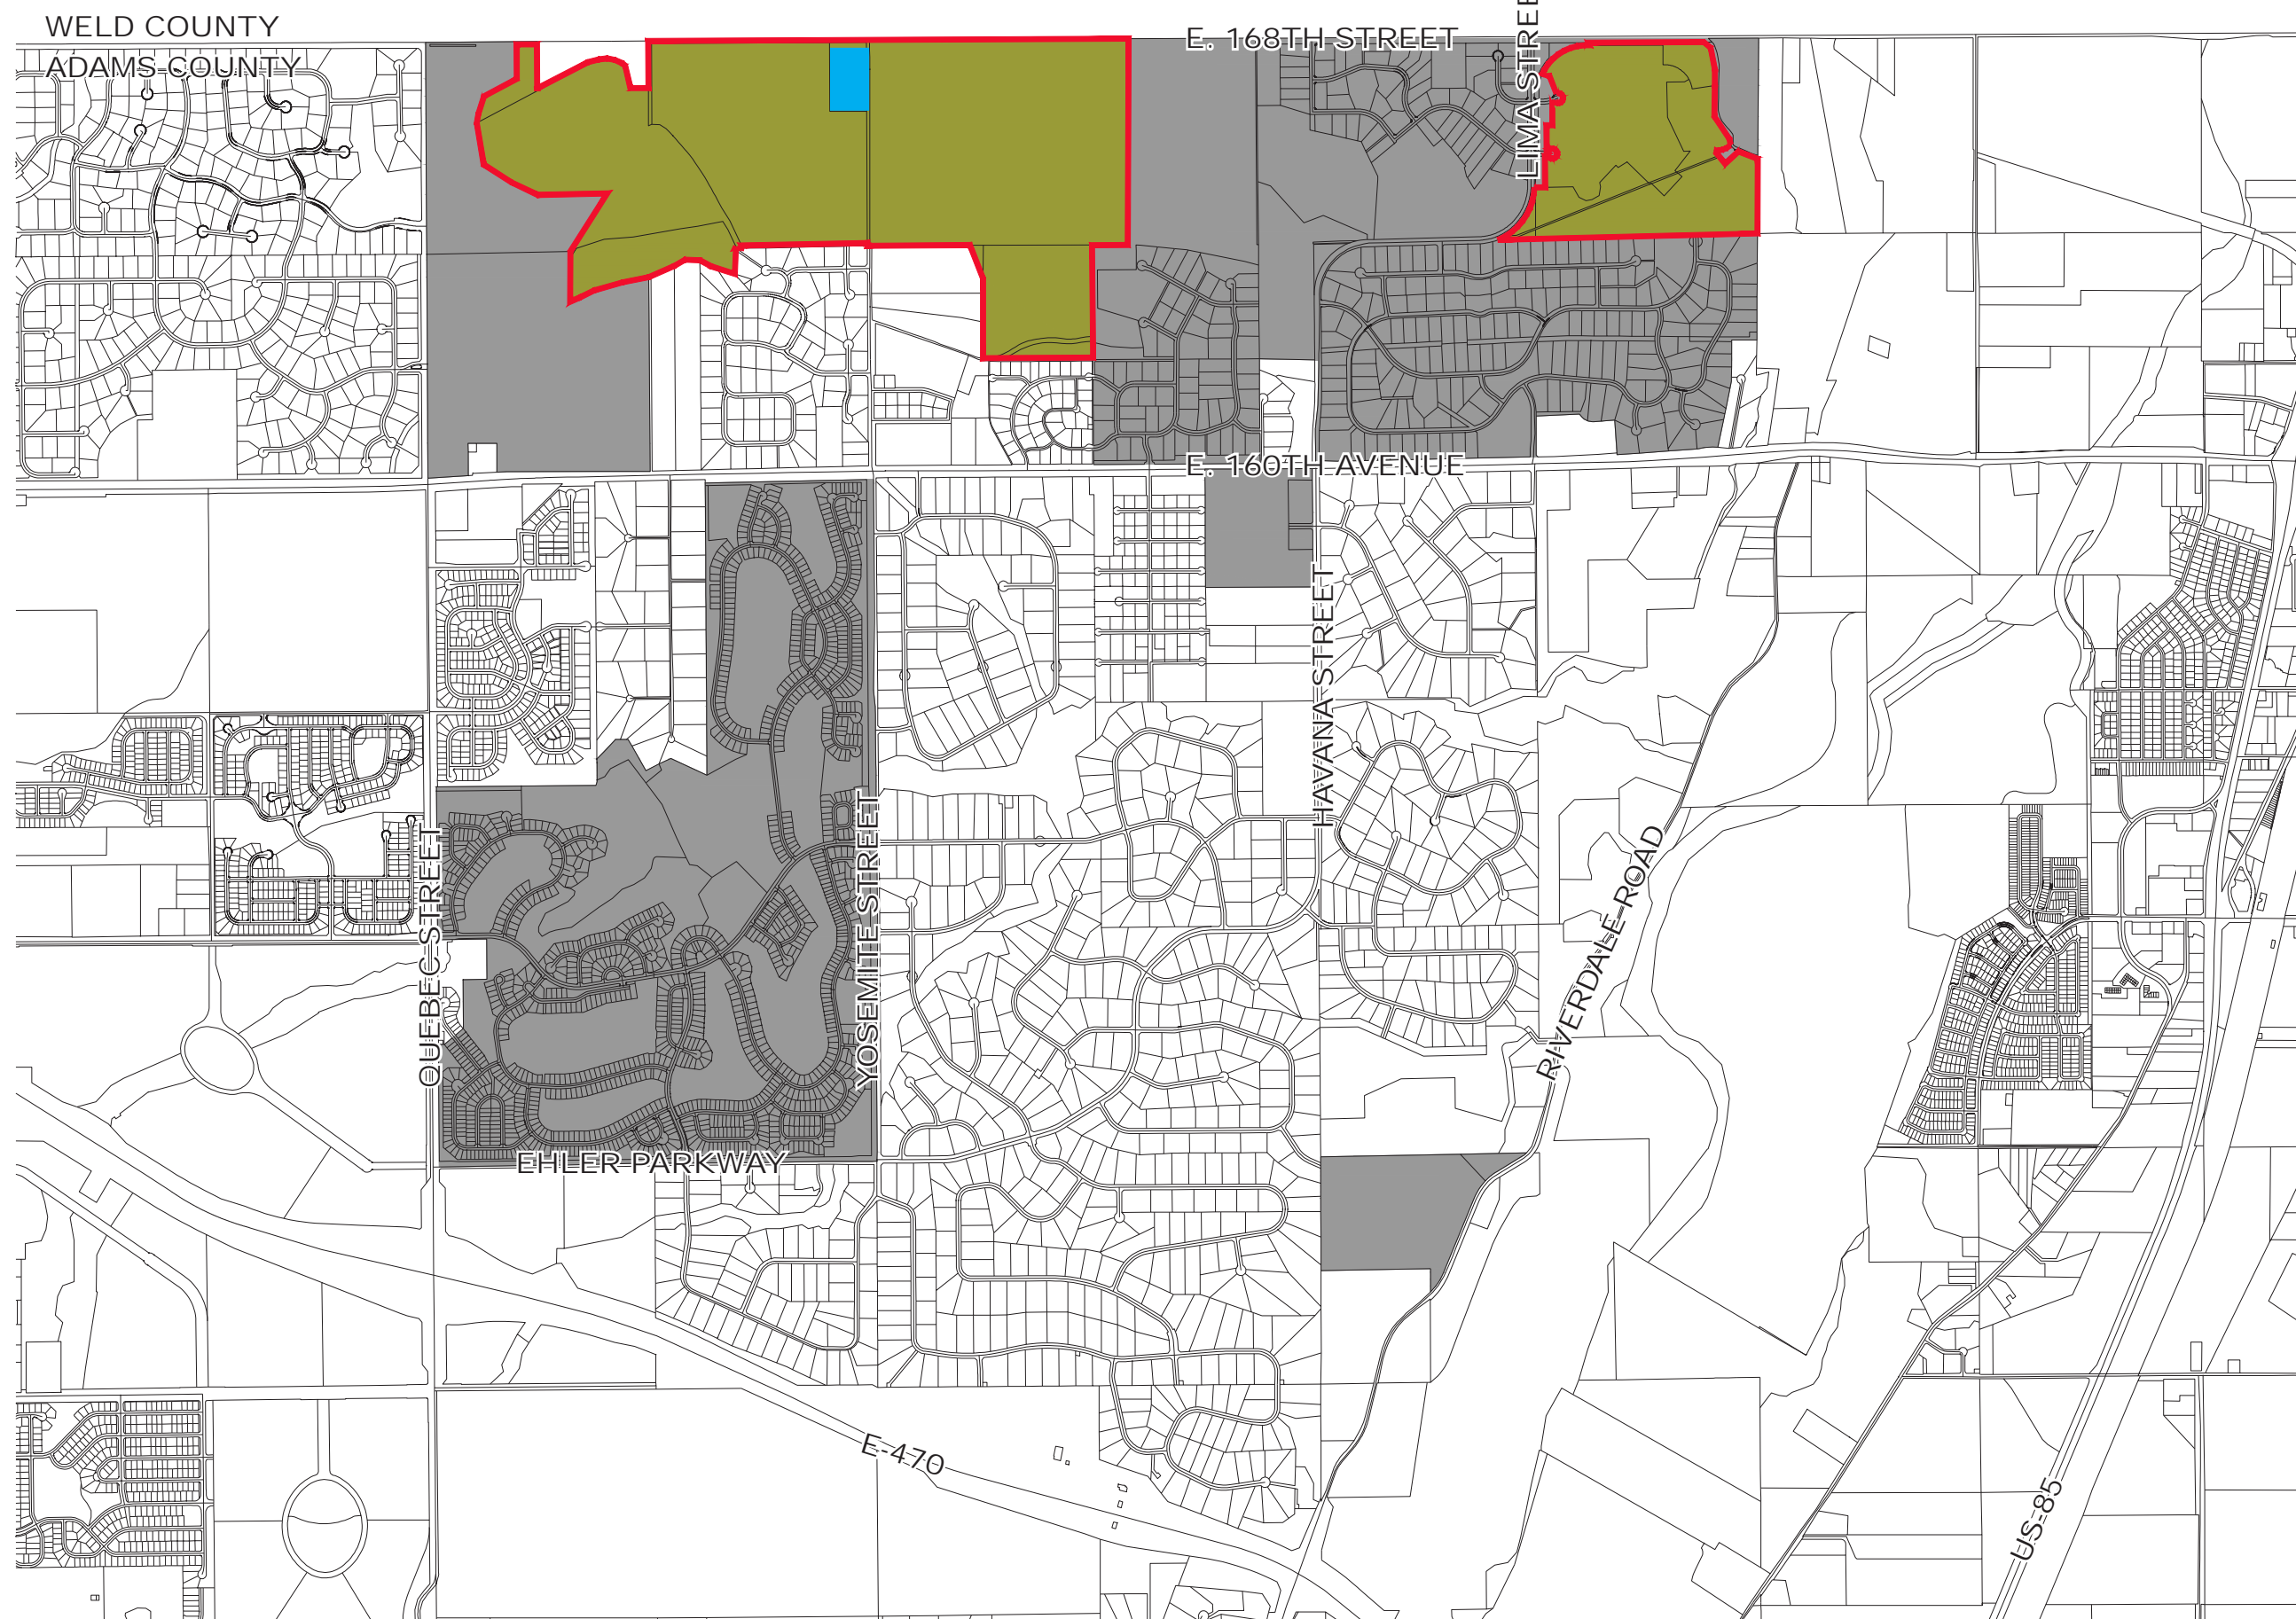 WELD COUNTY
ADAMS COUNTY
E. 168TH STREET
LIMA STREE
E. 160TH AVENUE
HAVANA STREET
QUEBEC STREET
YOSEMITE STREET
RIVERDALE ROAD
EHLER PARKWAY
E-470
US-85